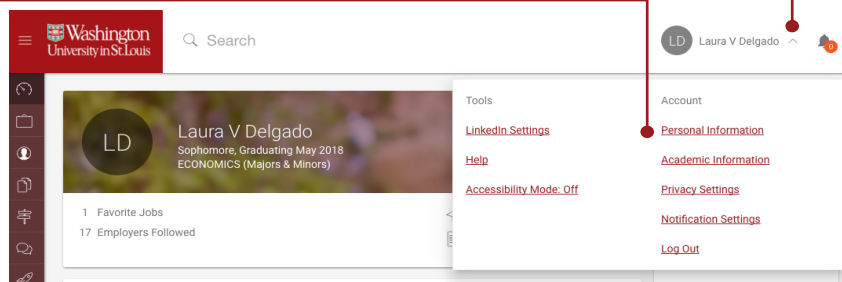 Washington
University in St.Louis
Search
LD
Laura V Delgado
0
LD
Laura V Delgado
Sophomore, Graduating May 2018
ECONOMICS (Majors & Minors)
1 Favorite Jobs
17 Employers Followed
Tools
LinkedIn Settings
Help
Accessibility Mode: Off
Account
Personal Information
Academic Information
Privacy Settings
Notification Settings
Log Out